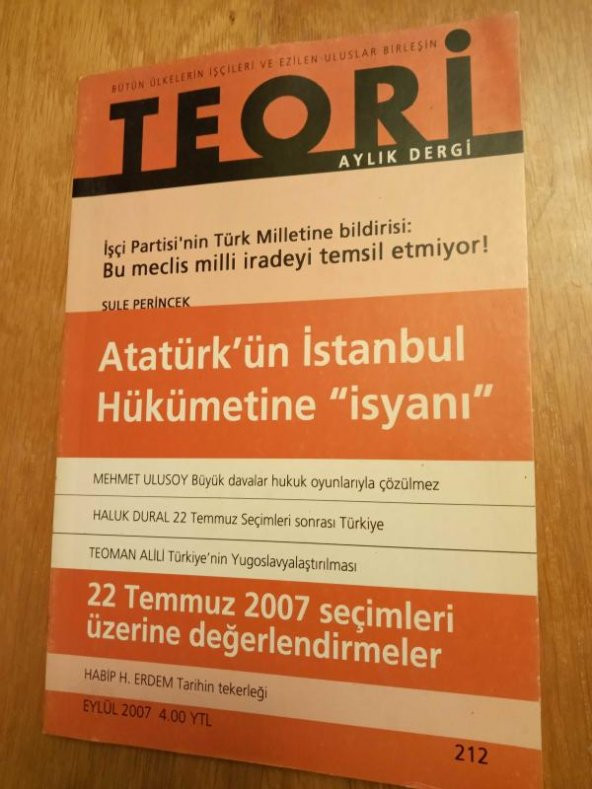 BÜTÜN ÜLKELERİN İŞÇİLERİ VE EZİLEN ULUSLAR BİRLEŞİN
TEORİ
AYLIK DERGİ
İşçi Partisi'nin Türk Milletine bildirisi:
Bu meclis milli iradeyi temsil etmiyor!
ŞULE PERİNÇEK
Atatürk'ün İstanbul
Hükümetine "isyanı"
MEHMET ULUSOY Büyük davalar hukuk oyunlarıyla çözülmez
HALUK DURAL 22 Temmuz Seçimleri sonrası Türkiye
TEOMAN ALİLİ Türkiye'nin Yugoslavyalaştırılması
22 Temmuz 2007 seçimleri
üzerine değerlendirmeler
HABİP H. ERDEM Tarihin tekerleği
EYLÜL 2007 4.00 YTL
212